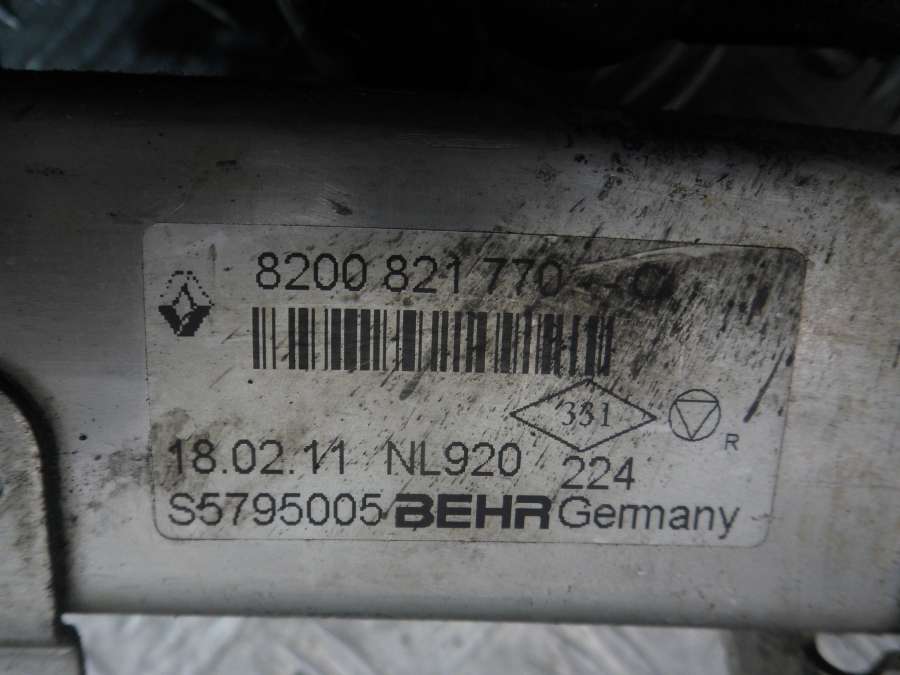 8200 821 770 -- C
331
R
18.02.11 NL920 224
S5795005 BEHR Germany